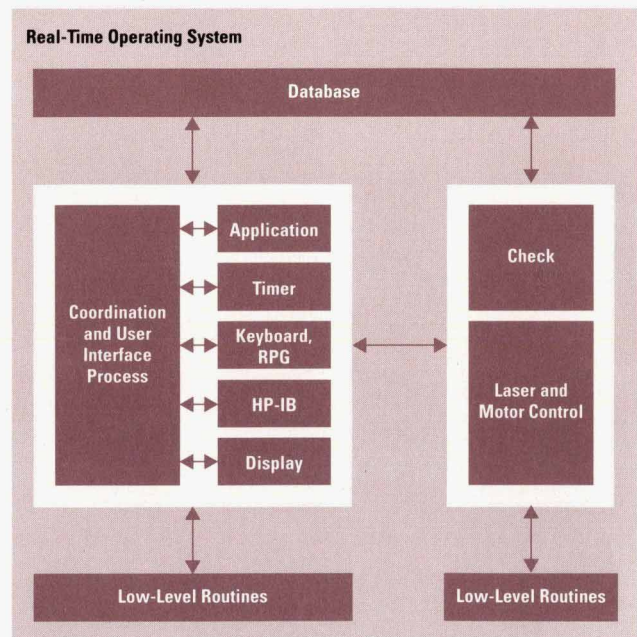 Real-Time Operating System
Database
Coordination
and User
Interface
Process
Application
Timer
Keyboard,
RPG
HP-IB
Display
Check
Laser and
Motor Control
Low-Level Routines
Low-Level Routines